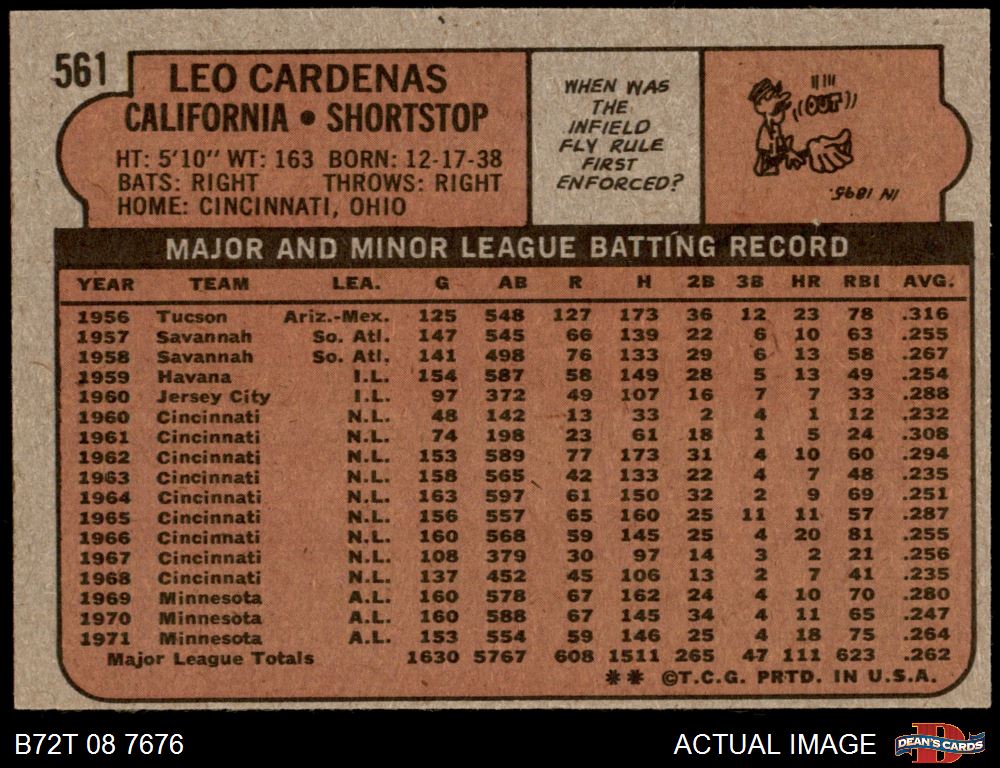 561
LEO CARDENAS
CALIFORNIA • SHORTSTOP
HT: 5'10" WT: 163 BORN: 12-17-38
BATS: RIGHT THROWS: RIGHT
HOME: CINCINNATI, OHIO
WHEN WAS
THE
INFIELD
FLY RULE
FIRST
ENFORCED?
OUT
IN 1895.
MAJOR AND MINOR LEAGUE BATTING RECORD
YEAR TEAM LEA. G AB R H 2B 3B HR RBI AVG.
1956 Tucson Ariz.-Mex. 125 548 127 173 36 12 23 78 .316
1957 Savannah So. Atl. 147 545 66 139 22 6 10 63 .255
1958 Savannah So. Atl. 141 498 76 133 29 6 13 58 .267
1959 Havana I.L. 154 587 58 149 28 5 13 49 .254
1960 Jersey City I.L. 97 372 49 107 16 7 7 33 .288
1960 Cincinnati N.L. 48 142 13 33 2 4 1 12 .232
1961 Cincinnati N.L. 74 198 23 61 18 1 5 24 .308
1962 Cincinnati N.L. 153 589 77 173 31 4 10 60 .294
1963 Cincinnati N.L. 158 565 42 133 22 4 7 48 .235
1964 Cincinnati N.L. 163 597 61 150 32 2 9 69 .251
1965 Cincinnati N.L. 156 557 65 160 25 11 11 57 .287
1966 Cincinnati N.L. 160 568 59 145 25 4 20 81 .255
1967 Cincinnati N.L. 108 379 30 97 14 3 2 21 .256
1968 Cincinnati N.L. 137 452 45 106 13 2 7 41 .235
1969 Minnesota A.L. 160 578 67 162 24 4 10 70 .280
1970 Minnesota A.L. 160 588 67 145 34 4 11 65 .247
1971 Minnesota A.L. 153 554 59 146 25 4 18 75 .264
Major League Totals 1630 5767 608 1511 265 47 111 623 .262
** ©T.C.G. PRTD. IN U.S.A.
B72T 08 7676
ACTUAL IMAGE
DEAN'S CARDS